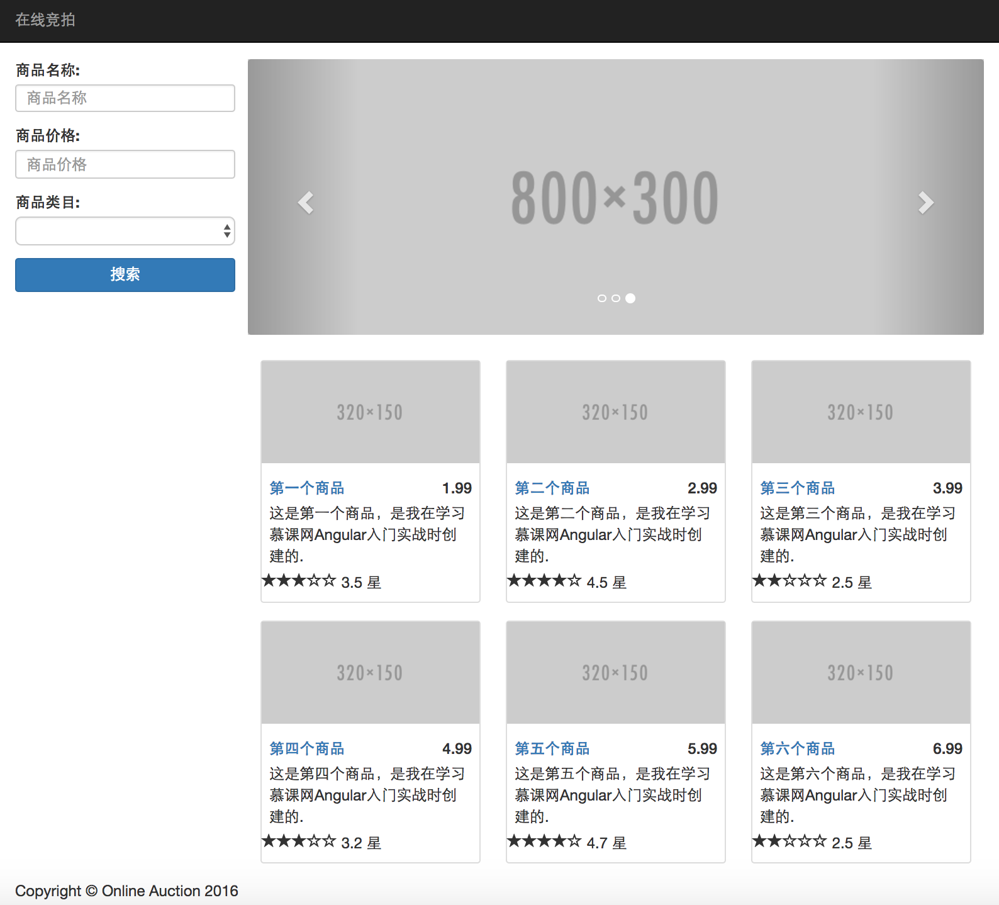 在线竞拍
商品名称:
商品名称
商品价格:
商品价格
商品类目:
搜索
800×300
320×150
320×150
320×150
第一个商品 1.99
这是第一个商品，是我在学习
慕课网Angular入门实战时创
建的.
★★★☆☆ 3.5 星
第二个商品 2.99
这是第二个商品，是我在学习
慕课网Angular入门实战时创
建的.
★★★★☆ 4.5 星
第三个商品 3.99
这是第三个商品，是我在学习
慕课网Angular入门实战时创
建的.
★★☆☆☆ 2.5 星
320×150
320×150
320×150
第四个商品 4.99
这是第四个商品，是我在学习
慕课网Angular入门实战时创
建的.
★★★☆☆ 3.2 星
第五个商品 5.99
这是第五个商品，是我在学习
慕课网Angular入门实战时创
建的.
★★★★☆ 4.7 星
第六个商品 6.99
这是第六个商品，是我在学习
慕课网Angular入门实战时创
建的.
★★☆☆☆ 2.5 星
Copyright © Online Auction 2016